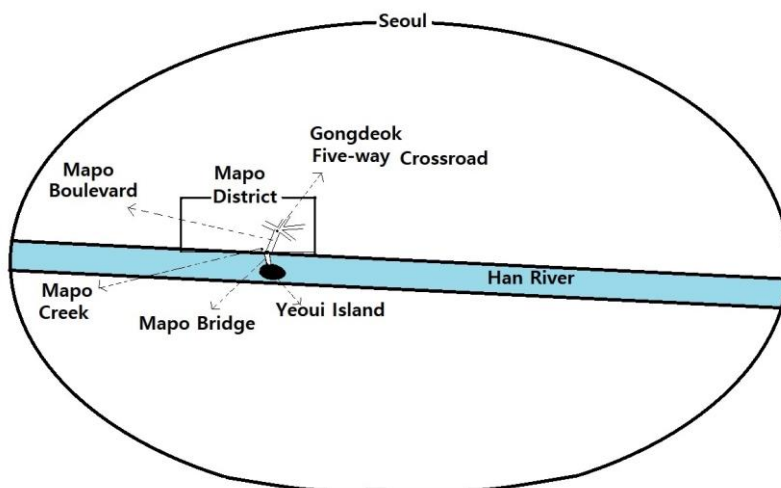 Seoul
Gongdeok
Five-way Crossroad
Mapo
Boulevard
Mapo
District
Han River
Mapo
Creek
Mapo Bridge
Yeoui Island